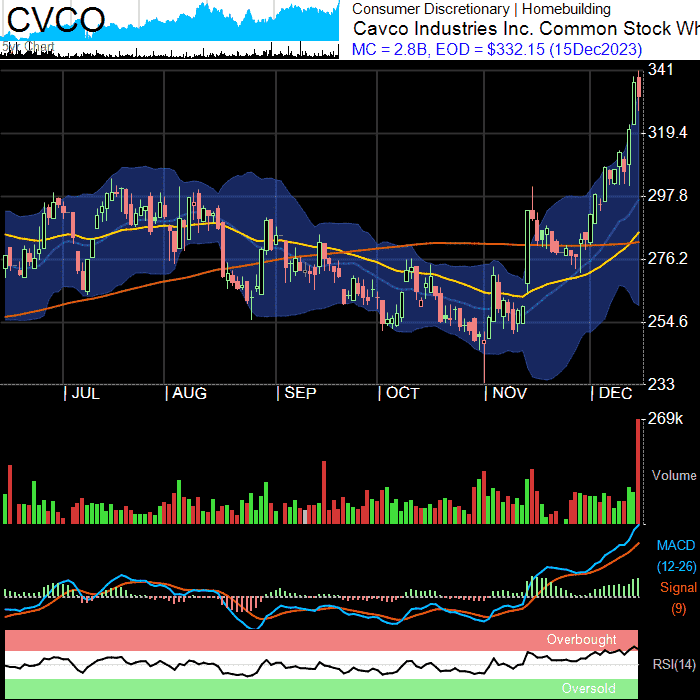 CVCO
5yr Chart
Consumer Discretionary | Homebuilding
Cavco Industries Inc. Common Stock Wh
MC = 2.8B, EOD = $332.15 (15Dec2023)
341
319.4
297.8
276.2
254.6
233
| JUL | AUG | SEP | OCT | NOV | DEC
269k
Volume
MACD
(12-26)
Signal
(9)
Overbought
RSI(14)
Oversold